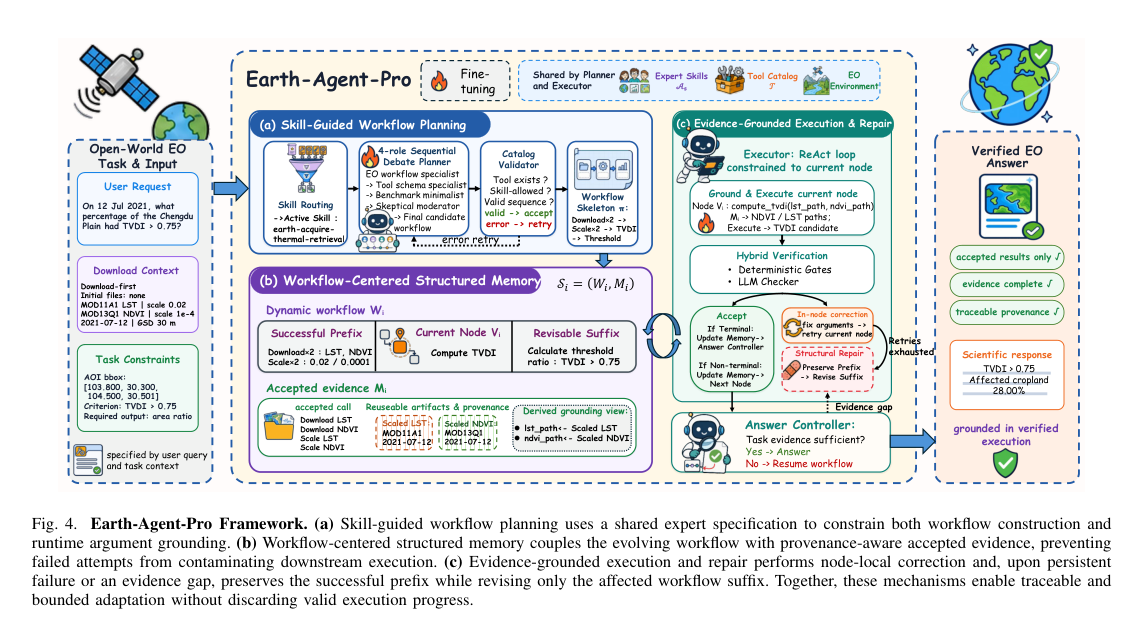 Earth-Agent-Pro
Fine-
tuning
Shared by Planner
and Executor
Expert Skills
Tool Catalog
EO
Environment
Open-World EO
Task & Input
User Request
On 12 Jul 2021, what
percentage of the Chengdu
Plain had TVDI > 0.75?
Download Context
Download-first
Initial files: none
MOD11A1 LST | scale 0.02
MOD13Q1 NDVI | scale 1e-4
2021-07-12 | GSD 30 m
Task Constraints
AOI bbox:
[103.800, 30.300,
104.500, 30.501]
Criterion: TVDI > 0.75
Required output: area ratio
specified by user query
and task context
(a) Skill-Guided Workflow Planning
Skill Routing
->Active Skill :
earth-acquire-
thermal-retrieval
4-role Sequential
Debate Planner
EO workflow specialist
-> Tool schema specialist
-> Benchmark minimalist
-> Skeptical moderator
-> Final candidate
workflow
Catalog
Validator
Tool exists ?
Skill-allowed ?
Valid sequence ?
valid -> accept
error -> retry
error retry
Workflow
Skeleton π:
Download×2 ->
Scale×2 -> TVDI
-> Threshold
(b) Workflow-Centered Structured Memory
𝒮i = (Wi, Mi)
Dynamic workflow Wi
Successful Prefix
Download×2 : LST, NDVI
Scale×2 : 0.02 / 0.0001
Current Node Vi
Compute TVDI
Revisable Suffix
Calculate threshold
ratio : TVDI > 0.75
Accepted evidence Mi
accepted call
Download LST
Download NDVI
Scale LST
Scale NDVI
Reuseable artifacts & provenance
Scaled LST:
MOD11A1
2021-07-12
Scaled NDVI:
MOD13Q1
2021-07-12
Derived grounding view:
● lst_path<- Scaled LST
● ndvi_path<- Scaled NDVI
(c) Evidence-Grounded Execution & Repair
Executor: ReAct loop
constrained to current node
Ground & Execute current node
Node Vi : compute_tvdi(lst_path, ndvi_path)
Mi -> NDVI / LST paths;
Execute -> TVDI candidate
Hybrid Verification
• Deterministic Gates
• LLM Checker
Accept
If Terminal:
Update Memory->
Answer Controller
If Non-terminal:
Update Memory->
Next Node
In-node correction
fix arguments ->
retry current node
Structural Repair
Preserve Prefix
-> Revise Suffix
Retries
exhausted
Evidence gap
Answer Controller:
Task evidence sufficient?
Yes -> Answer
No -> Resume workflow
Verified EO
Answer
accepted results only √
evidence complete √
traceable provenance √
Scientific response
TVDI > 0.75
Affected cropland
28.00%
grounded in verified
execution
Fig. 4. Earth-Agent-Pro Framework. (a) Skill-guided workflow planning uses a shared expert specification to constrain both workflow construction and
runtime argument grounding. (b) Workflow-centered structured memory couples the evolving workflow with provenance-aware accepted evidence, preventing
failed attempts from contaminating downstream execution. (c) Evidence-grounded execution and repair performs node-local correction and, upon persistent
failure or an evidence gap, preserves the successful prefix while revising only the affected workflow suffix. Together, these mechanisms enable traceable and
bounded adaptation without discarding valid execution progress.